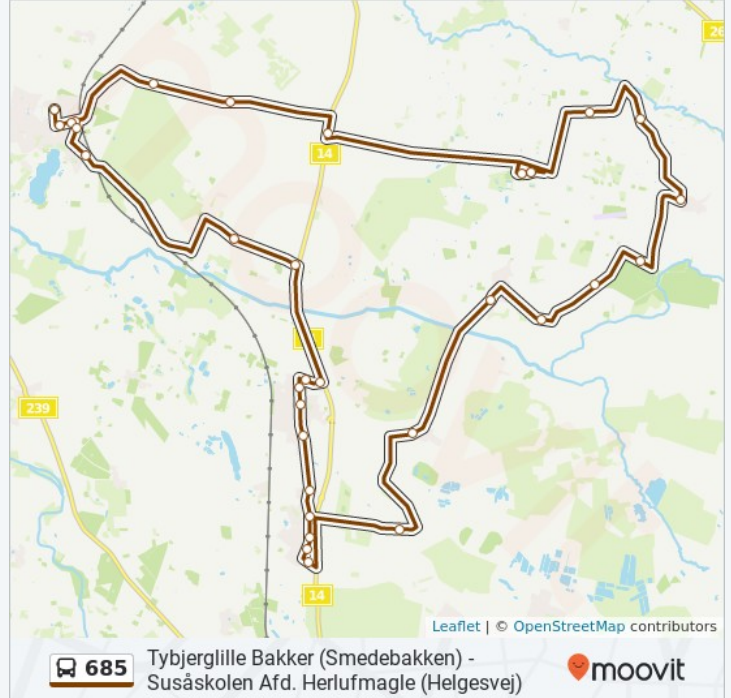 26
14
239
14
Leaflet | © OpenStreetMap contributors
685
Tybjerglille Bakker (Smedebakken) -
Susåskolen Afd. Herlufmagle (Helgesvej)
moovit